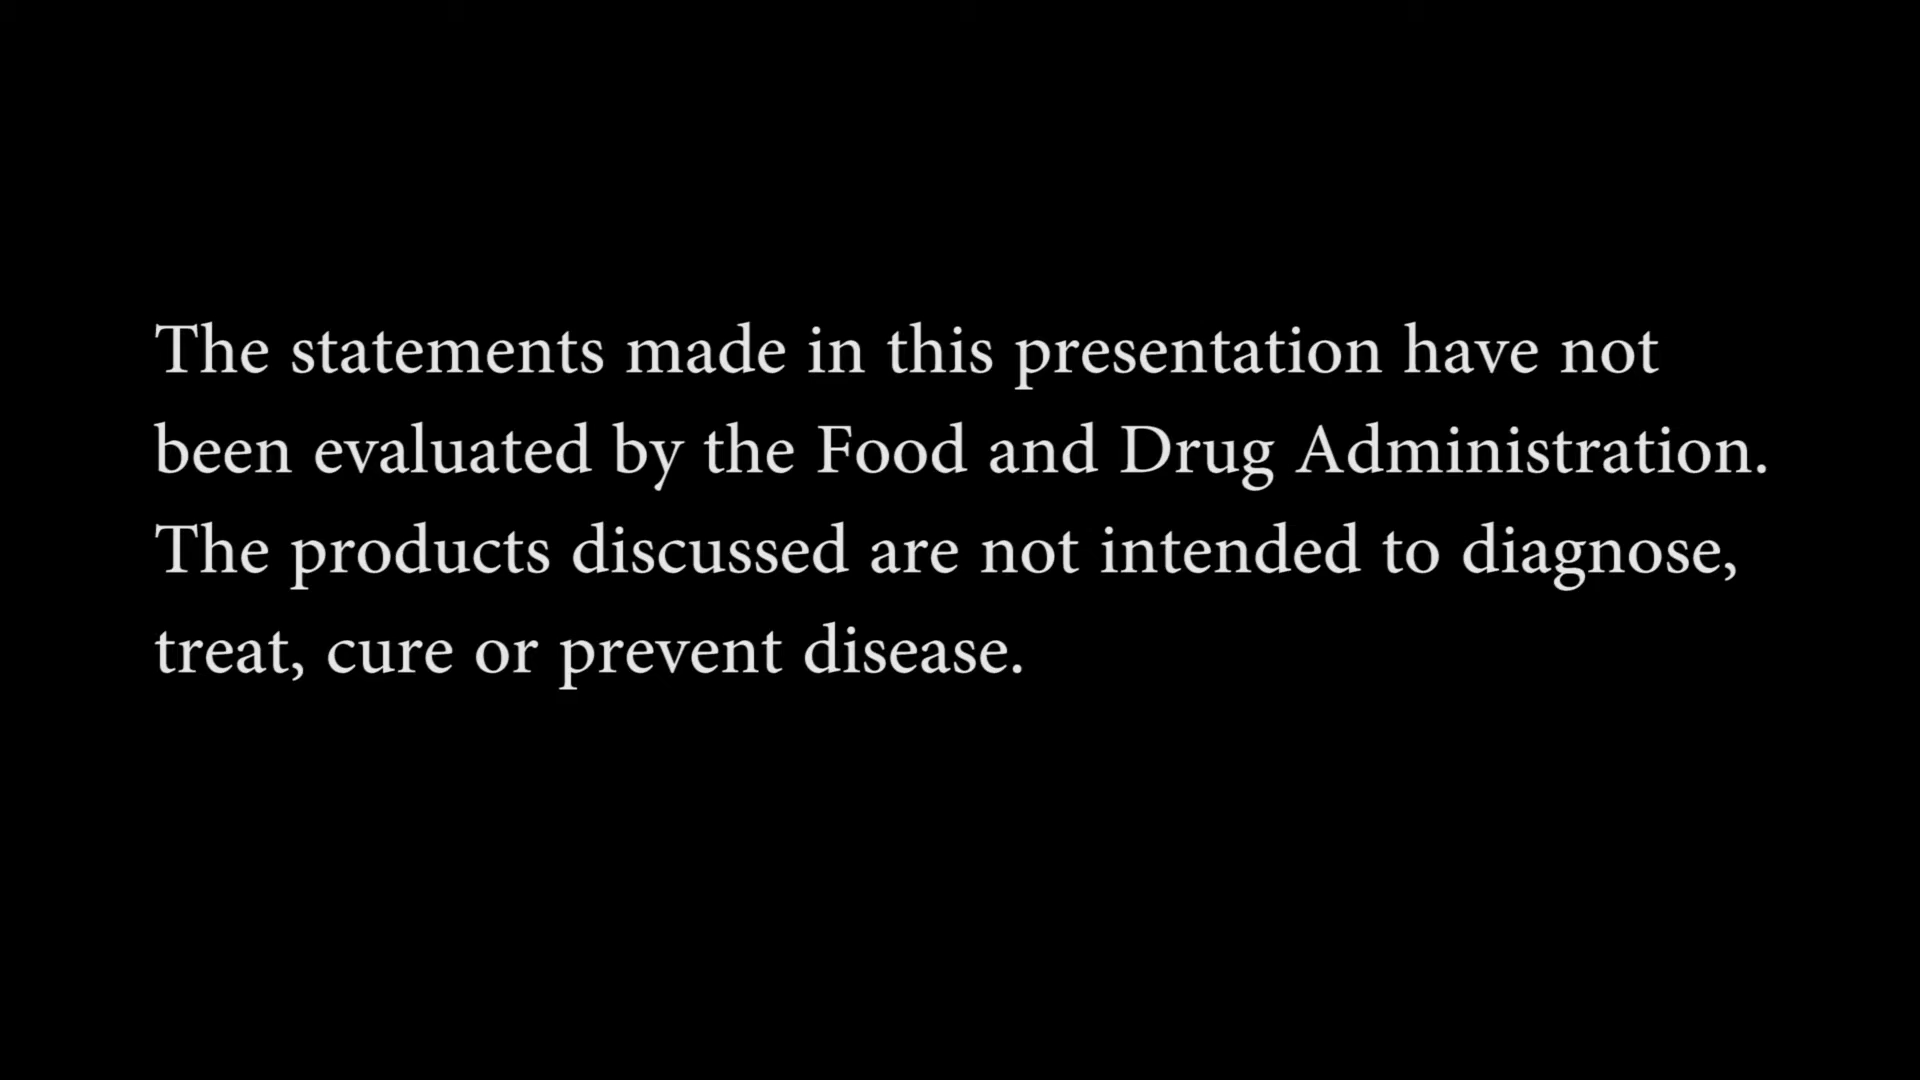 The statements made in this presentation have not
been evaluated by the Food and Drug Administration.
The products discussed are not intended to diagnose,
treat, cure or prevent disease.